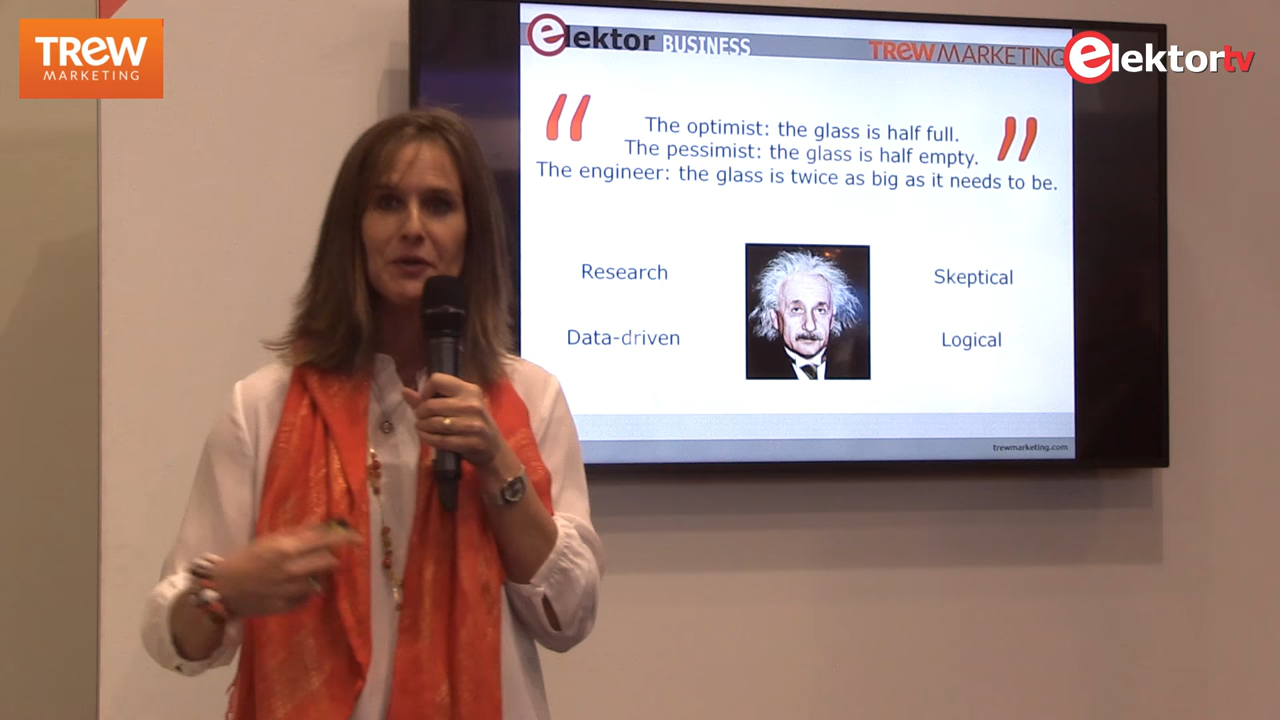 TREW
MARKETING
elektor BUSINESS
TREWMARKETING
elektortv
" The optimist: the glass is half full. "
The pessimist: the glass is half empty.
The engineer: the glass is twice as big as it needs to be.
Research
Skeptical
Data-driven
Logical
trewmarketing.com